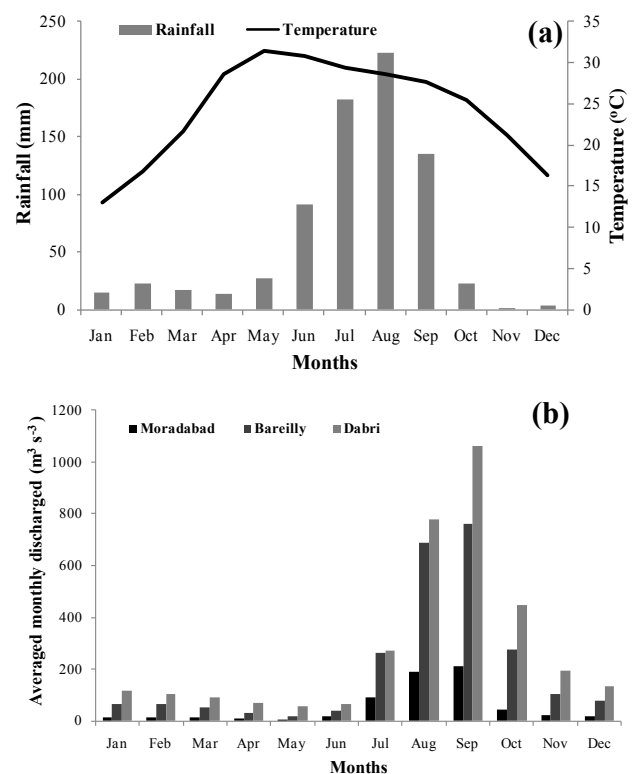 Rainfall Temperature (a)
250 35
200 30
150 25
100 20
50 15
0 10
5
0
Rainfall (mm)
Temperature (°C)
Jan Feb Mar Apr May Jun Jul Aug Sep Oct Nov Dec
Months
(b)
Moradabad Bareilly Dabri
1200
1000
800
600
400
200
0
Averaged monthly discharged (m³ s⁻³)
Jan Feb Mar Apr May Jun Jul Aug Sep Oct Nov Dec
Months